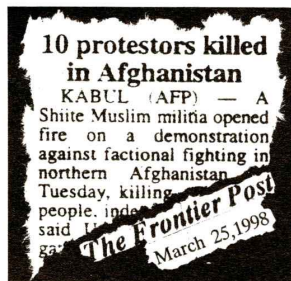 10 protestors killed
in Afghanistan
KABUL (AFP) — A
Shiite Muslim militia opened
fire on a demonstration
against factional fighting in
northern Afghanistan
Tuesday, killing
people,
said
The Frontier Post
March 25,1998